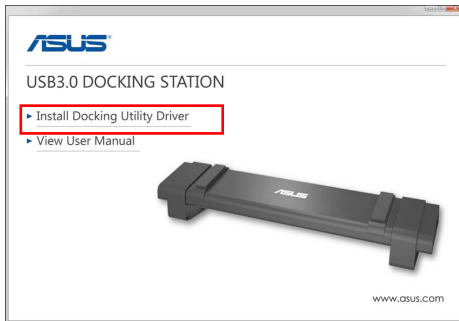 ASUS
USB3.0 DOCKING STATION
Install Docking Utility Driver
View User Manual
ASUS
www.asus.com